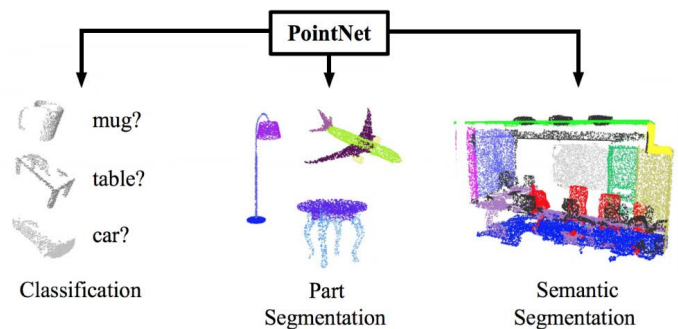 PointNet
mug?
table?
car?
Classification
Part
Segmentation
Semantic
Segmentation